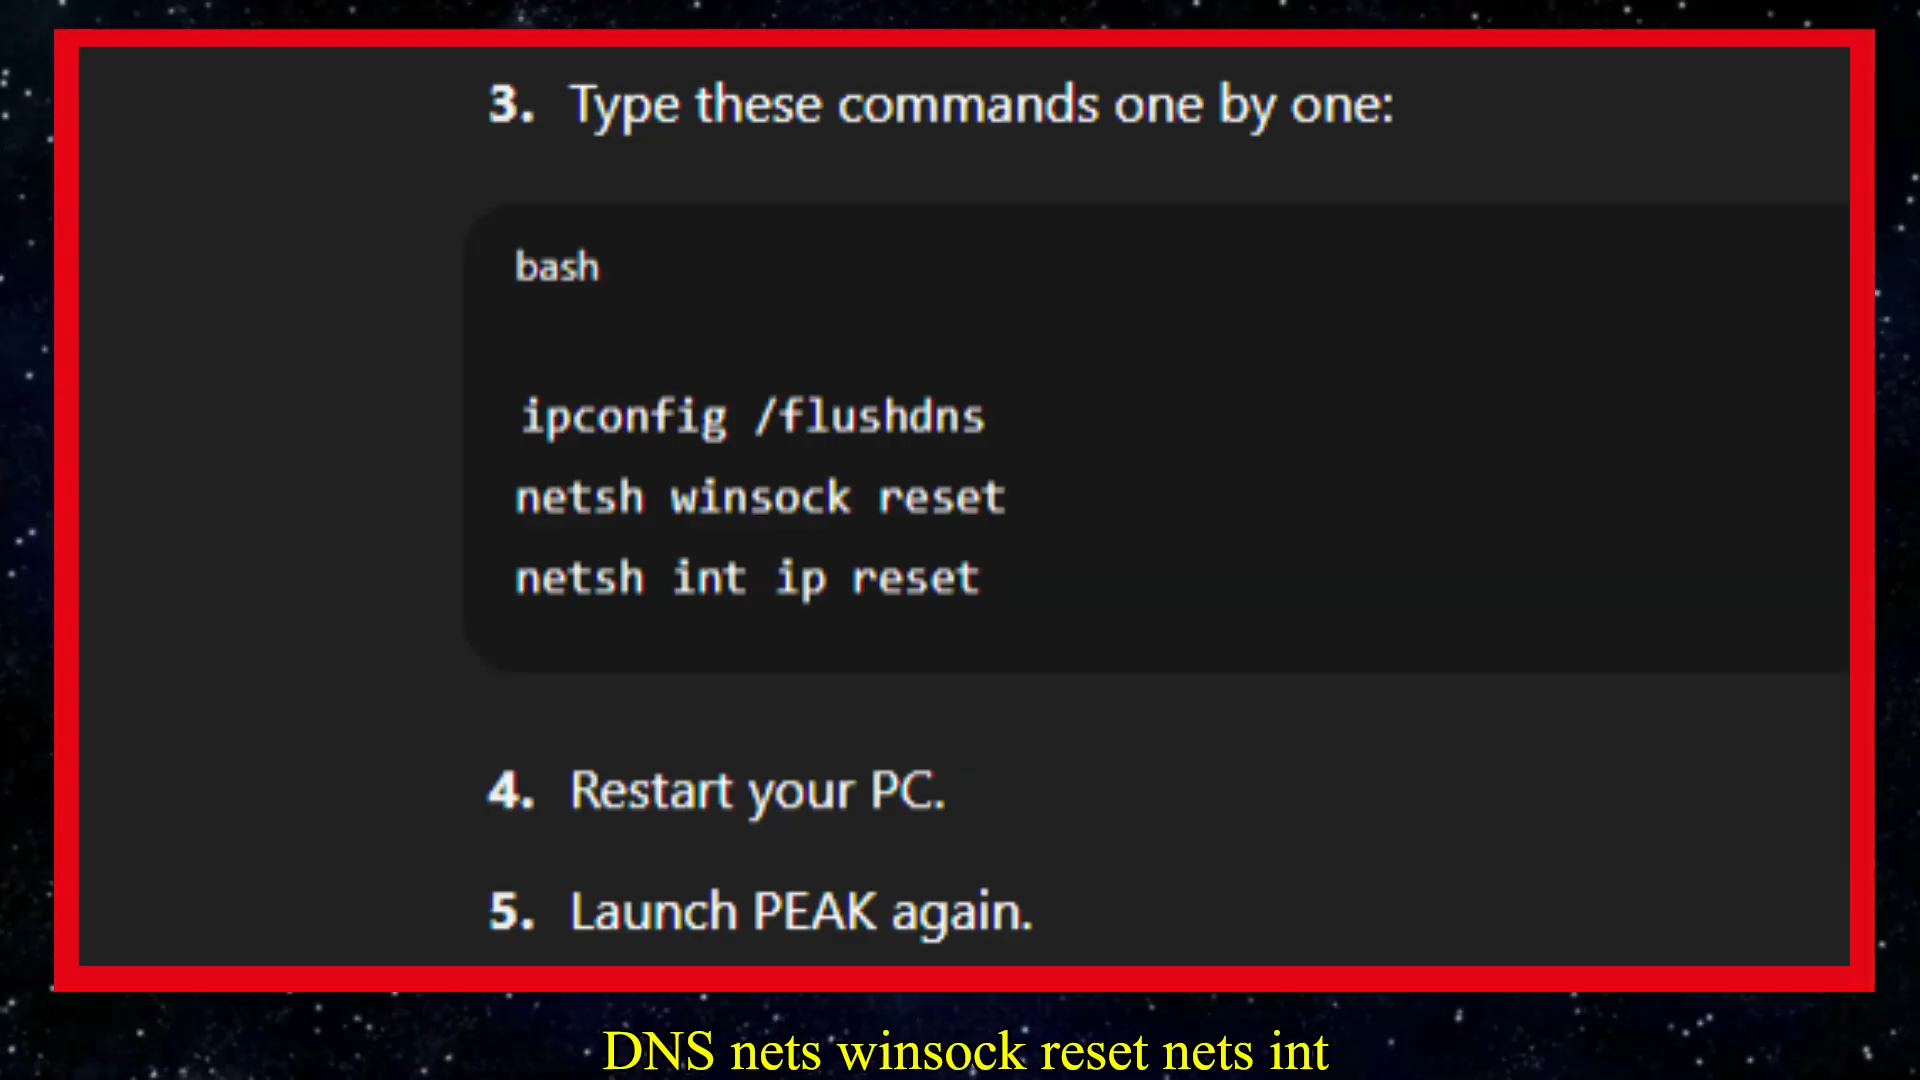 3. Type these commands one by one:
bash
ipconfig /flushdns
netsh winsock reset
netsh int ip reset
4. Restart your PC.
5. Launch PEAK again.
DNS nets winsock reset nets int